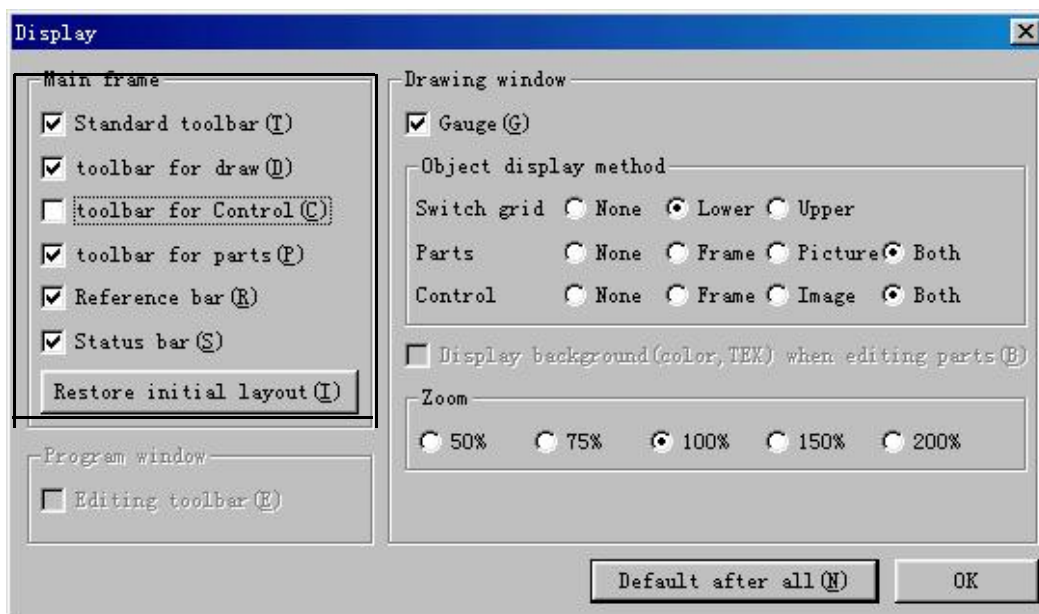 Display
Main frame
Standard toolbar(T)
toolbar for draw(D)
toolbar for Control(C)
toolbar for parts(P)
Reference bar(R)
Status bar(S)
Restore initial layout(I)
Program window
Editing toolbar(E)
Drawing window
Gauge(G)
Object display method
Switch grid None Lower Upper
Parts None Frame Picture Both
Control None Frame Image Both
Display background(color,TEX) when editing parts(B)
Zoom
50% 75% 100% 150% 200%
Default after all(N) OK